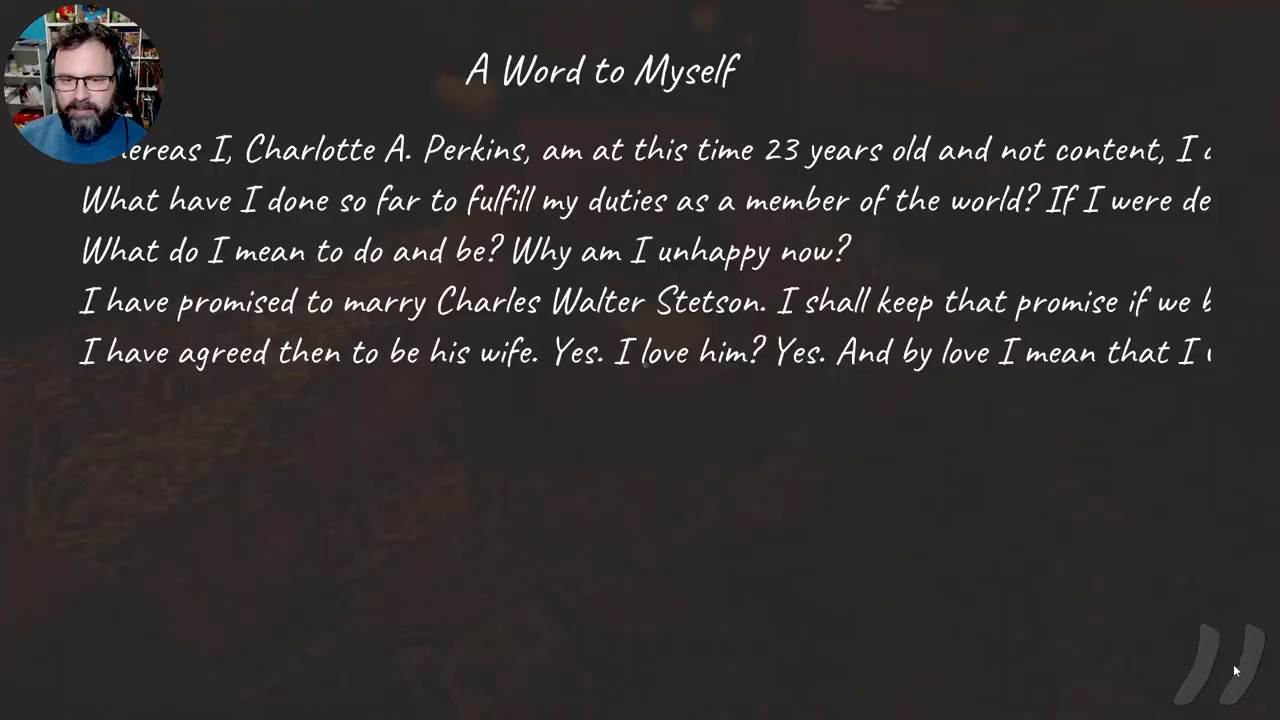 A Word to Myself
I, Charlotte A. Perkins, am at this time 23 years old and not content, I
What have I done so far to fulfill my duties as a member of the world? If I were de
What do I mean to do and be? Why am I unhappy now?
I have promised to marry Charles Walter Stetson. I shall keep that promise if we
I have agreed then to be his wife. Yes. I love him? Yes. And by love I mean that I